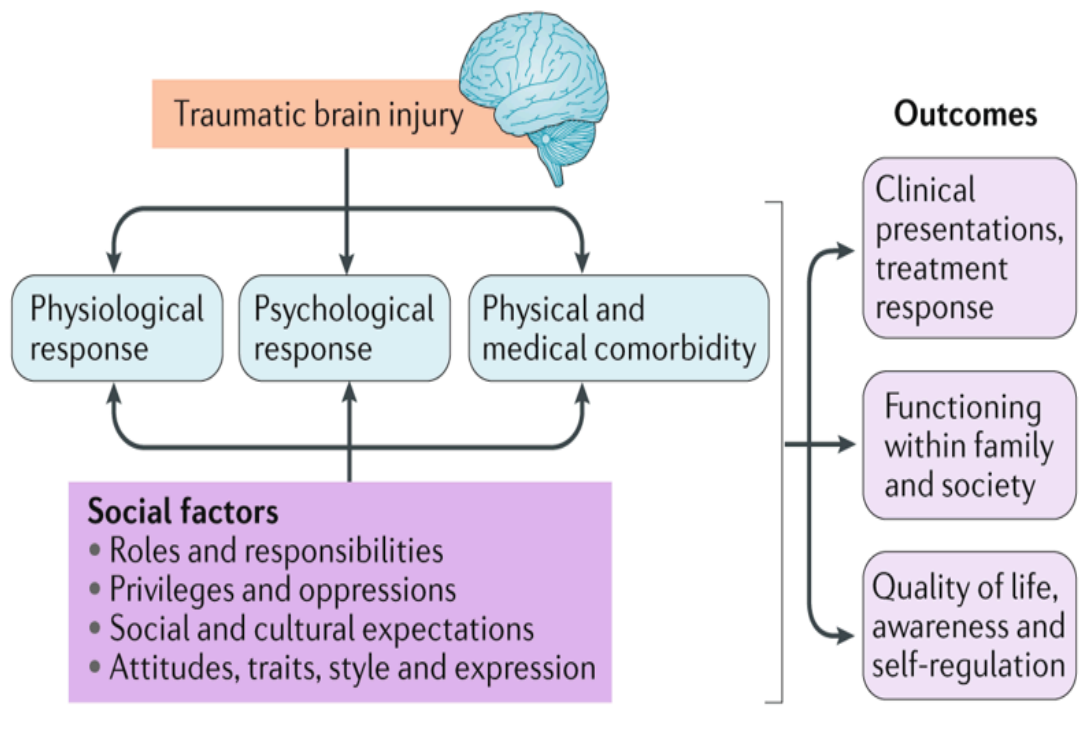 Traumatic brain injury
Outcomes
Physiological
response
Psychological
response
Physical and
medical comorbidity
Social factors
• Roles and responsibilities
• Privileges and oppressions
• Social and cultural expectations
• Attitudes, traits, style and expression
Clinical
presentations,
treatment
response
Functioning
within family
and society
Quality of life,
awareness and
self-regulation